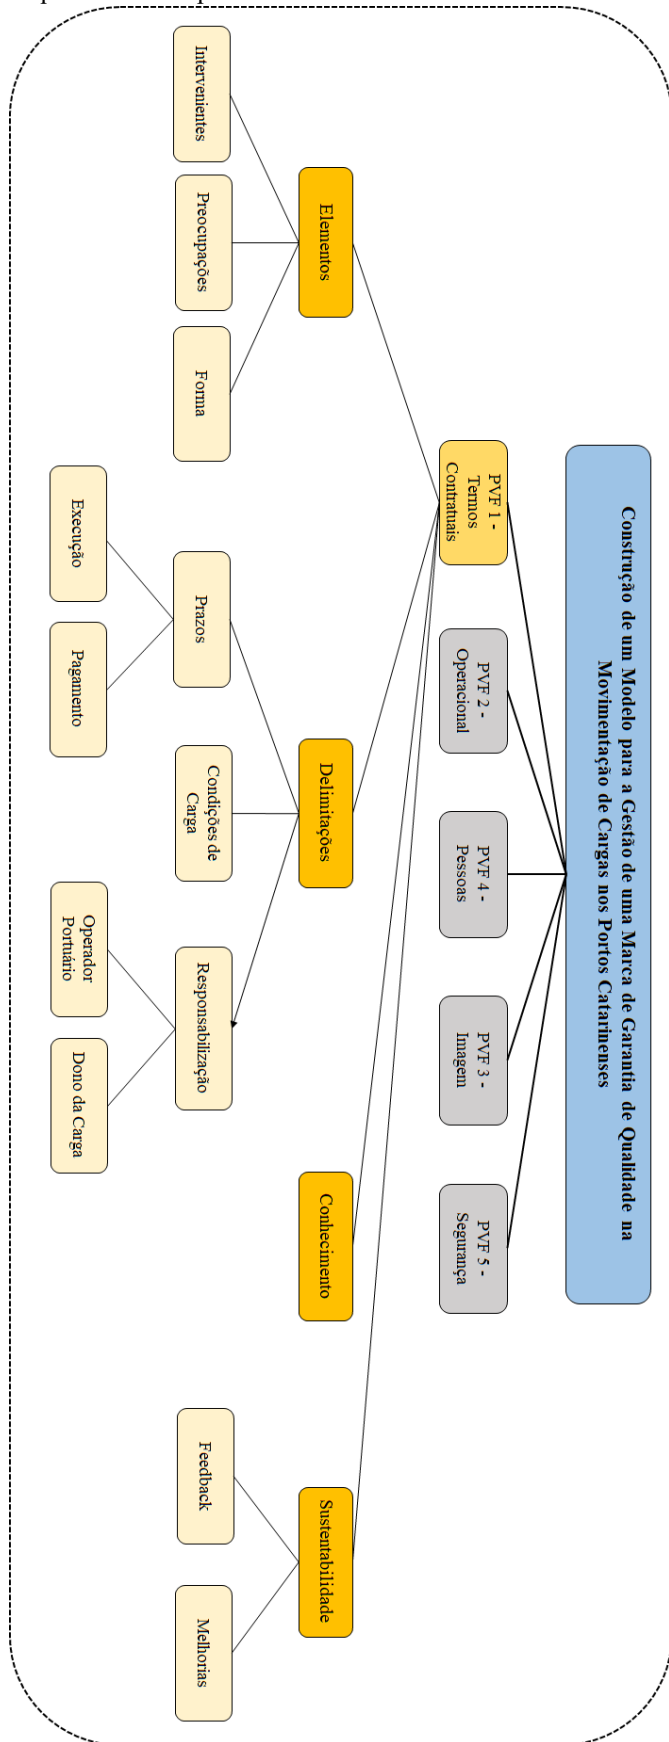 Construção de um Modelo para a Gestão de uma Marca de Garantia de Qualidade na
Movimentação de Cargas nos Portos Catarinenses
PVF 1 -
Termos
Contratuais
PVF 2 -
Operacional
PVF 4 -
Pessoas
PVF 3 -
Imagem
PVF 5 -
Segurança
Elementos
Delimitações
Conhecimento
Sustentabilidade
Intervenientes
Preocupações
Forma
Prazos
Condições de
Carga
Responsabilização
Feedback
Melhorias
Execução
Pagamento
Operador
Portuário
Dono da Carga